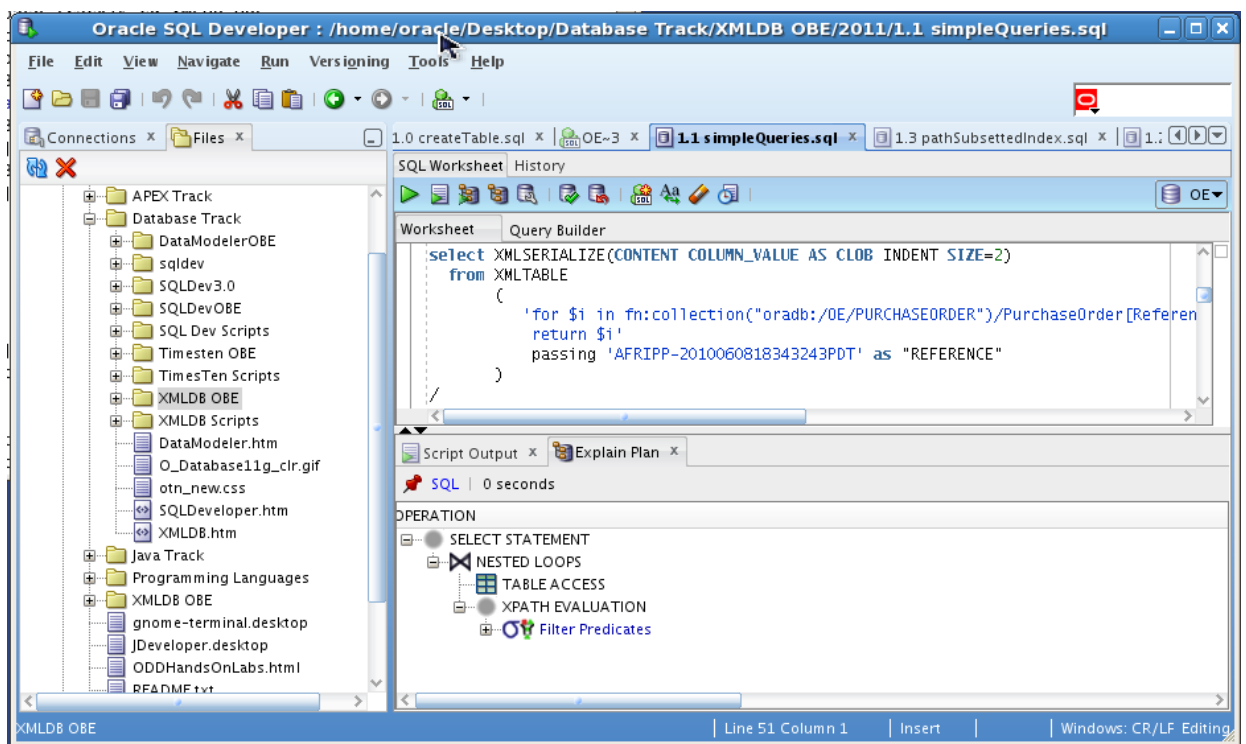 Oracle SQL Developer : /home/oracle/Desktop/Database Track/XMLDB OBE/2011/1.1 simpleQueries.sql
File Edit View Navigate Run Versioning Tools Help
Connections x Files x
APEX Track
Database Track
DataModelerOBE
sqldev
SQLDev3.0
SQLDevOBE
SQL Dev Scripts
Timesten OBE
TimesTen Scripts
XMLDB OBE
XMLDB Scripts
DataModeler.htm
O_Database11g_clr.gif
otn_new.css
SQLDeveloper.htm
XMLDB.htm
Java Track
Programming Languages
XMLDB OBE
gnome-terminal.desktop
JDeveloper.desktop
ODDHandsOnLabs.html
README.txt
1.0 createTable.sql x OE~3 x 1.1 simpleQueries.sql x 1.3 pathSubsettedIndex.sql x 1.
SQL Worksheet History
OE
Worksheet Query Builder
select XMLSERIALIZE(CONTENT COLUMN_VALUE AS CLOB INDENT SIZE=2)
from XMLTABLE
(
'for $i in fn:collection("oradb:/OE/PURCHASEORDER")/PurchaseOrder[Referen
return $i'
passing 'AFRIPP-2010060818343243PDT' as "REFERENCE"
)
/
Script Output x Explain Plan x
SQL | 0 seconds
OPERATION
SELECT STATEMENT
NESTED LOOPS
TABLE ACCESS
XPATH EVALUATION
Filter Predicates
XMLDB OBE
Line 51 Column 1 | Insert | Windows: CR/LF Editing